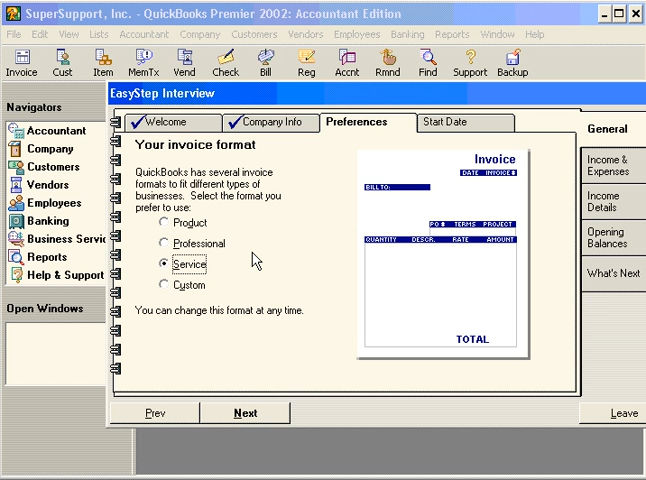 SuperSupport, Inc. - QuickBooks Premier 2002: Accountant Edition
File Edit View Lists Accountant Company Customers Vendors Employees Banking Reports Window Help
Invoice Cust Item MemTx Vend Check Bill Reg Accnt Rmnd Find Support Backup
Navigators
Accountant
Company
Customers
Vendors
Employees
Banking
Business Servic
Reports
Help & Support
Open Windows
EasyStep Interview
Welcome Company Info Preferences Start Date
Your invoice format
QuickBooks has several invoice
formats to fit different types of
businesses. Select the format you
prefer to use:
Product
Professional
Service
Custom
You can change this format at any time.
Invoice
DATE INVOICE #
BILL TO:
PO # TERMS PROJECT
QUANTITY DESCR. RATE AMOUNT
TOTAL
General
Income &
Expenses
Income
Details
Opening
Balances
What's Next
Prev Next Leave